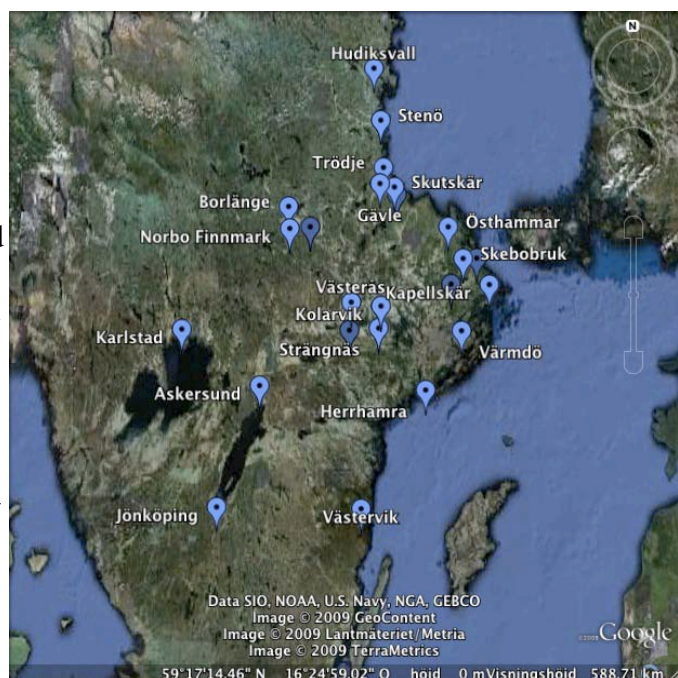 N
Hudiksvall
Stenö
Trödje
Skutskär
Borlänge
Gävle
Östhammar
Norbo Finnmark
Skebobruk
Västerås
Kapellskär
Kolarvik
Karlstad
Strängnäs
Värmdö
Askersund
Herrhamra
Jönköping
Västervik
Data SIO, NOAA, U.S. Navy, NGA, GEBCO
Image © 2009 GeoContent
Image © 2009 Lantmäteriet/Metria
©2009 Google
Image © 2009 TerraMetrics
59°17'14.46" N 16°24'59.02" O höjd 0 m Visningshöjd 588.71 km